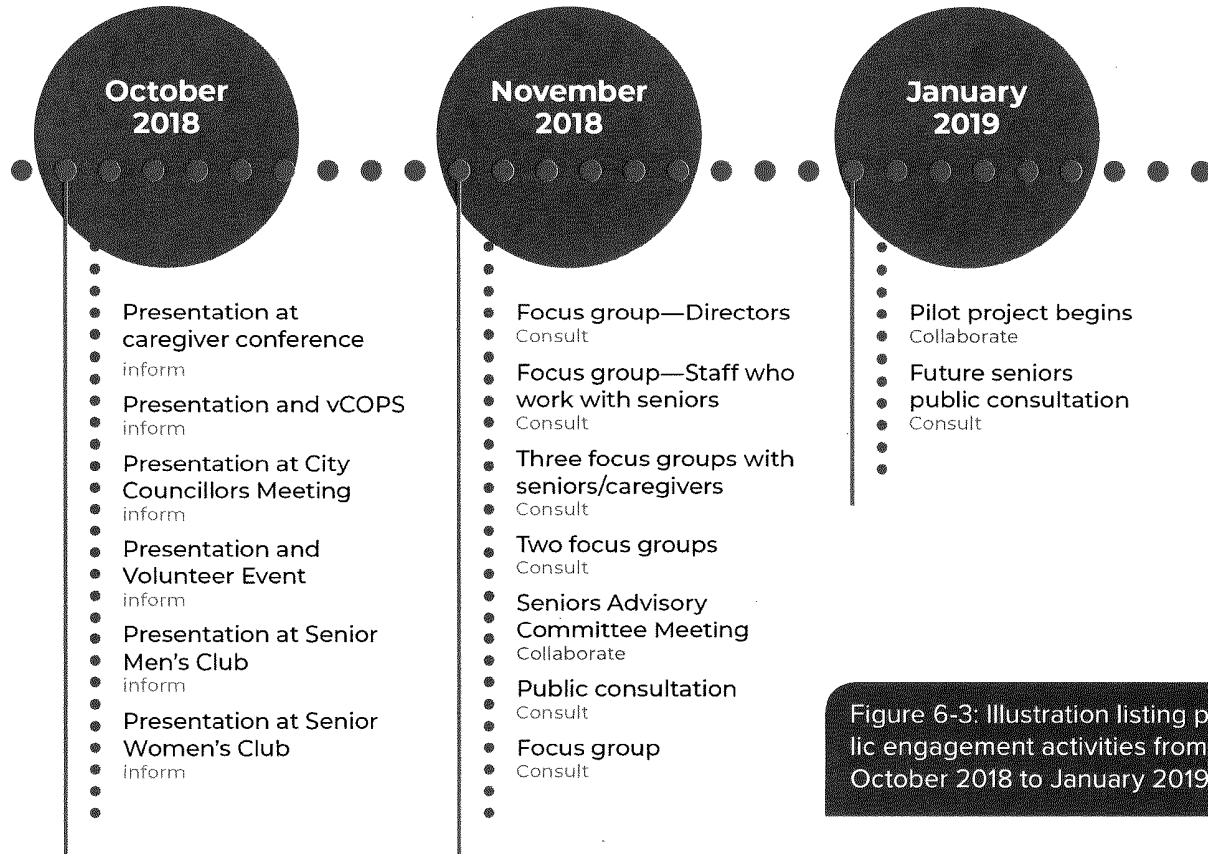 October
2018
Presentation at
caregiver conference
inform
Presentation and vCOPS
inform
Presentation at City
Councillors Meeting
inform
Presentation and
Volunteer Event
inform
Presentation at Senior
Men's Club
inform
Presentation at Senior
Women's Club
inform
November
2018
Focus group—Directors
Consult
Focus group—Staff who
work with seniors
Consult
Three focus groups with
seniors/caregivers
Consult
Two focus groups
Consult
Seniors Advisory
Committee Meeting
Collaborate
Public consultation
Consult
Focus group
Consult
January
2019
Pilot project begins
Collaborate
Future seniors
public consultation
Consult
Figure 6-3: Illustration listing p
lic engagement activities from
October 2018 to January 2019